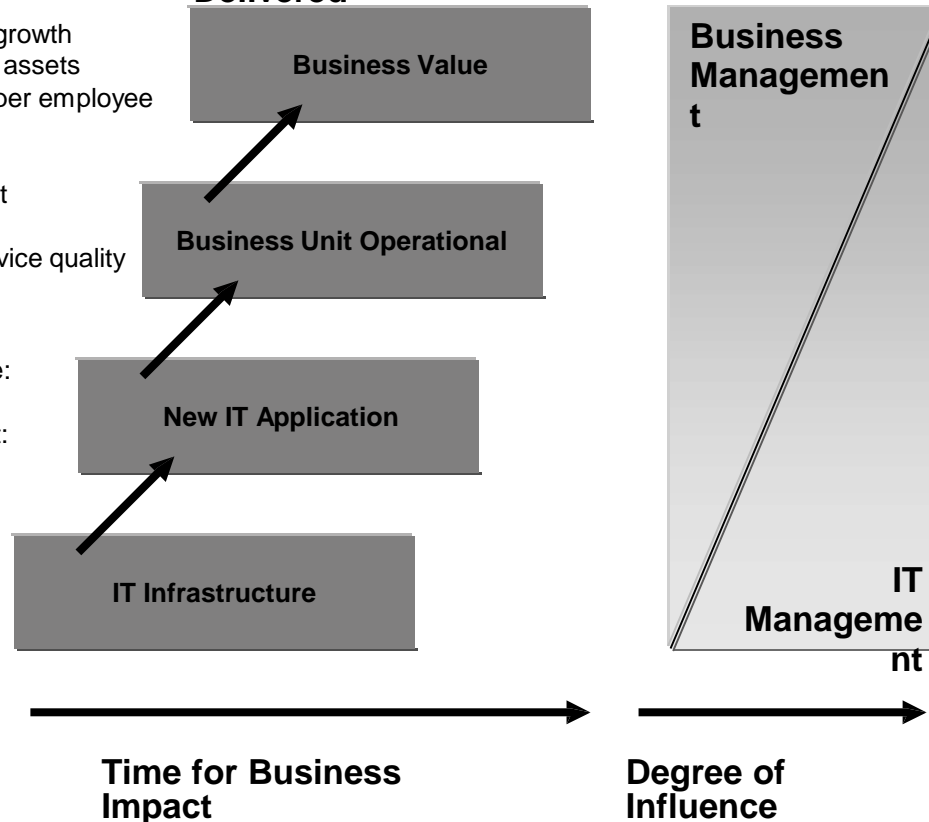 Delivered
growth
assets
per employee
t
vice quality
e:
t:
Business Value
Business Unit Operational
New IT Application
IT Infrastructure
Business
Managemen
t
IT
Manageme
nt
Time for Business
Impact
Degree of
Influence